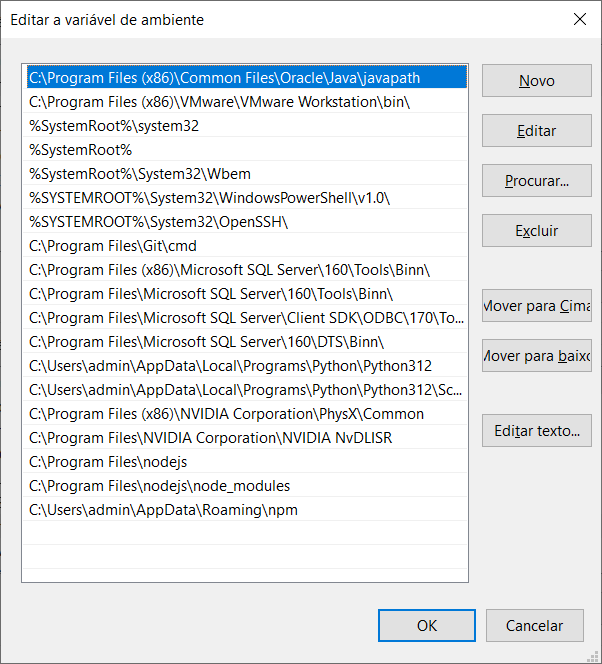 Editar a variável de ambiente
C:\Program Files (x86)\Common Files\Oracle\Java\javapath
C:\Program Files (x86)\VMware\VMware Workstation\bin\
%SystemRoot%\system32
%SystemRoot%
%SystemRoot%\System32\Wbem
%SYSTEMROOT%\System32\WindowsPowerShell\v1.0\
%SYSTEMROOT%\System32\OpenSSH\
C:\Program Files\Git\cmd
C:\Program Files (x86)\Microsoft SQL Server\160\Tools\Binn\
C:\Program Files\Microsoft SQL Server\160\Tools\Binn\
C:\Program Files\Microsoft SQL Server\Client SDK\ODBC\170\To...
C:\Program Files\Microsoft SQL Server\160\DTS\Binn\
C:\Users\admin\AppData\Local\Programs\Python\Python312
C:\Users\admin\AppData\Local\Programs\Python\Python312\Sc...
C:\Program Files (x86)\NVIDIA Corporation\PhysX\Common
C:\Program Files\NVIDIA Corporation\NVIDIA NvDLISR
C:\Program Files\nodejs
C:\Program Files\nodejs\node_modules
C:\Users\admin\AppData\Roaming\npm
Novo
Editar
Procurar...
Excluir
Mover para Cima
Mover para baixo
Editar texto...
OK
Cancelar